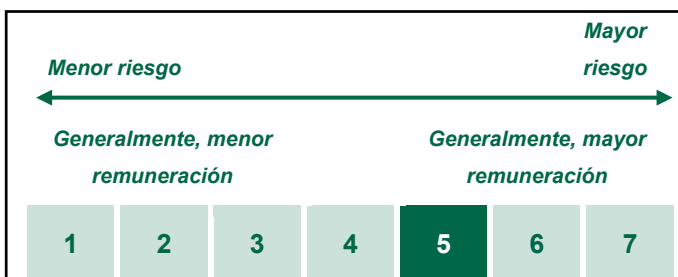 Mayor
Menor riesgo riesgo
Generalmente, menor Generalmente, mayor
remuneración remuneración
1 2 3 4 5 6 7